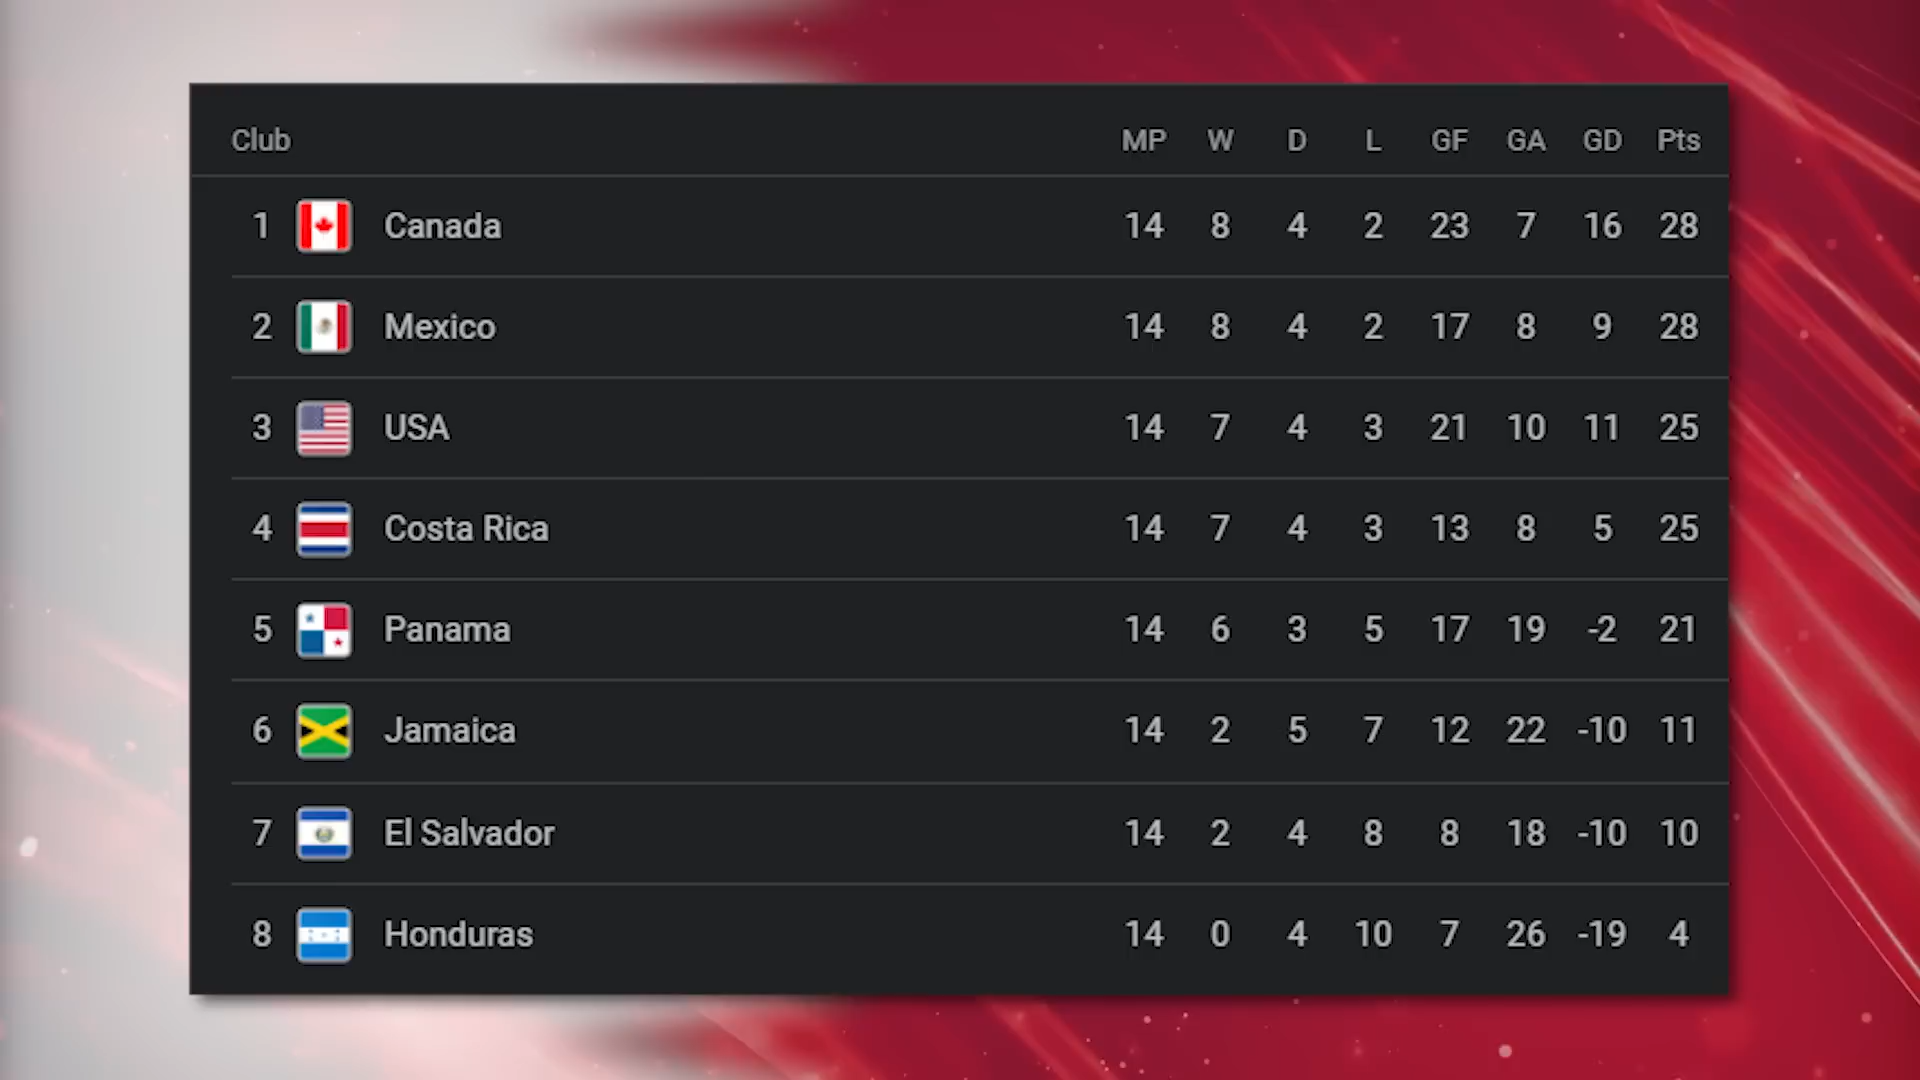 Club MP W D L GF GA GD Pts
1 Canada 14 8 4 2 23 7 16 28
2 Mexico 14 8 4 2 17 8 9 28
3 USA 14 7 4 3 21 10 11 25
4 Costa Rica 14 7 4 3 13 8 5 25
5 Panama 14 6 3 5 17 19 -2 21
6 Jamaica 14 2 5 7 12 22 -10 11
7 El Salvador 14 2 4 8 8 18 -10 10
8 Honduras 14 0 4 10 7 26 -19 4